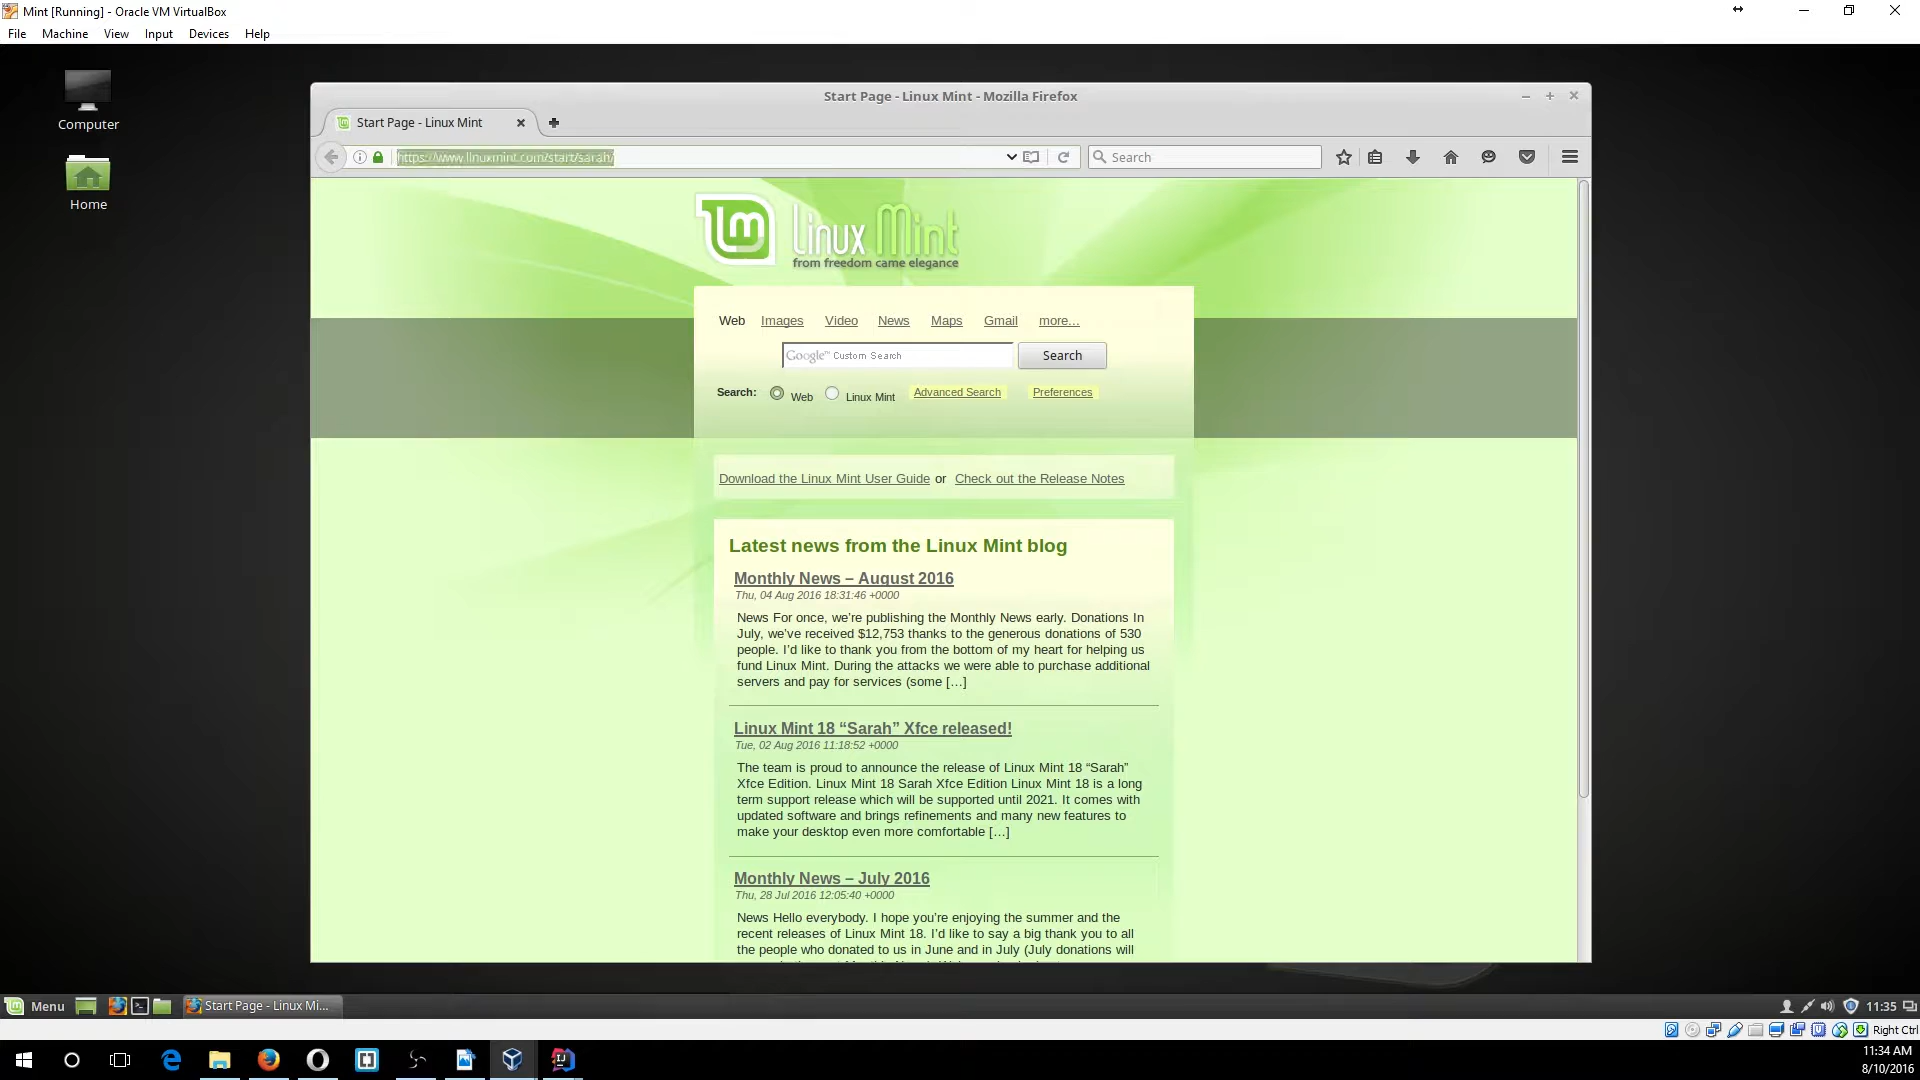 Mint [Running] - Oracle VM VirtualBox
File Machine View Input Devices Help
Computer
Home
Start Page - Linux Mint - Mozilla Firefox
Start Page - Linux Mint
https://www.linuxmint.com/start/sarah/
Search
Linux Mint
from freedom came elegance
Web Images Video News Maps Gmail more...
Google™ Custom Search
Search
Search: Web Linux Mint Advanced Search Preferences
Download the Linux Mint User Guide or Check out the Release Notes
Latest news from the Linux Mint blog
Monthly News – August 2016
Thu, 04 Aug 2016 18:31:46 +0000
News For once, we’re publishing the Monthly News early. Donations In
July, we’ve received $12,753 thanks to the generous donations of 530
people. I’d like to thank you from the bottom of my heart for helping us
fund Linux Mint. During the attacks we were able to purchase additional
servers and pay for services (some […]
Linux Mint 18 “Sarah” Xfce released!
Tue, 02 Aug 2016 11:18:52 +0000
The team is proud to announce the release of Linux Mint 18 “Sarah”
Xfce Edition. Linux Mint 18 Sarah Xfce Edition Linux Mint 18 is a long
term support release which will be supported until 2021. It comes with
updated software and brings refinements and many new features to
make your desktop even more comfortable […]
Monthly News – July 2016
Thu, 28 Jul 2016 12:05:40 +0000
News Hello everybody. I hope you’re enjoying the summer and the
recent releases of Linux Mint 18. I’d like to say a big thank you to all
the people who donated to us in June and in July (July donations will
Menu
Start Page - Linux Mi...
11:35
Right Ctrl
11:34 AM
8/10/2016